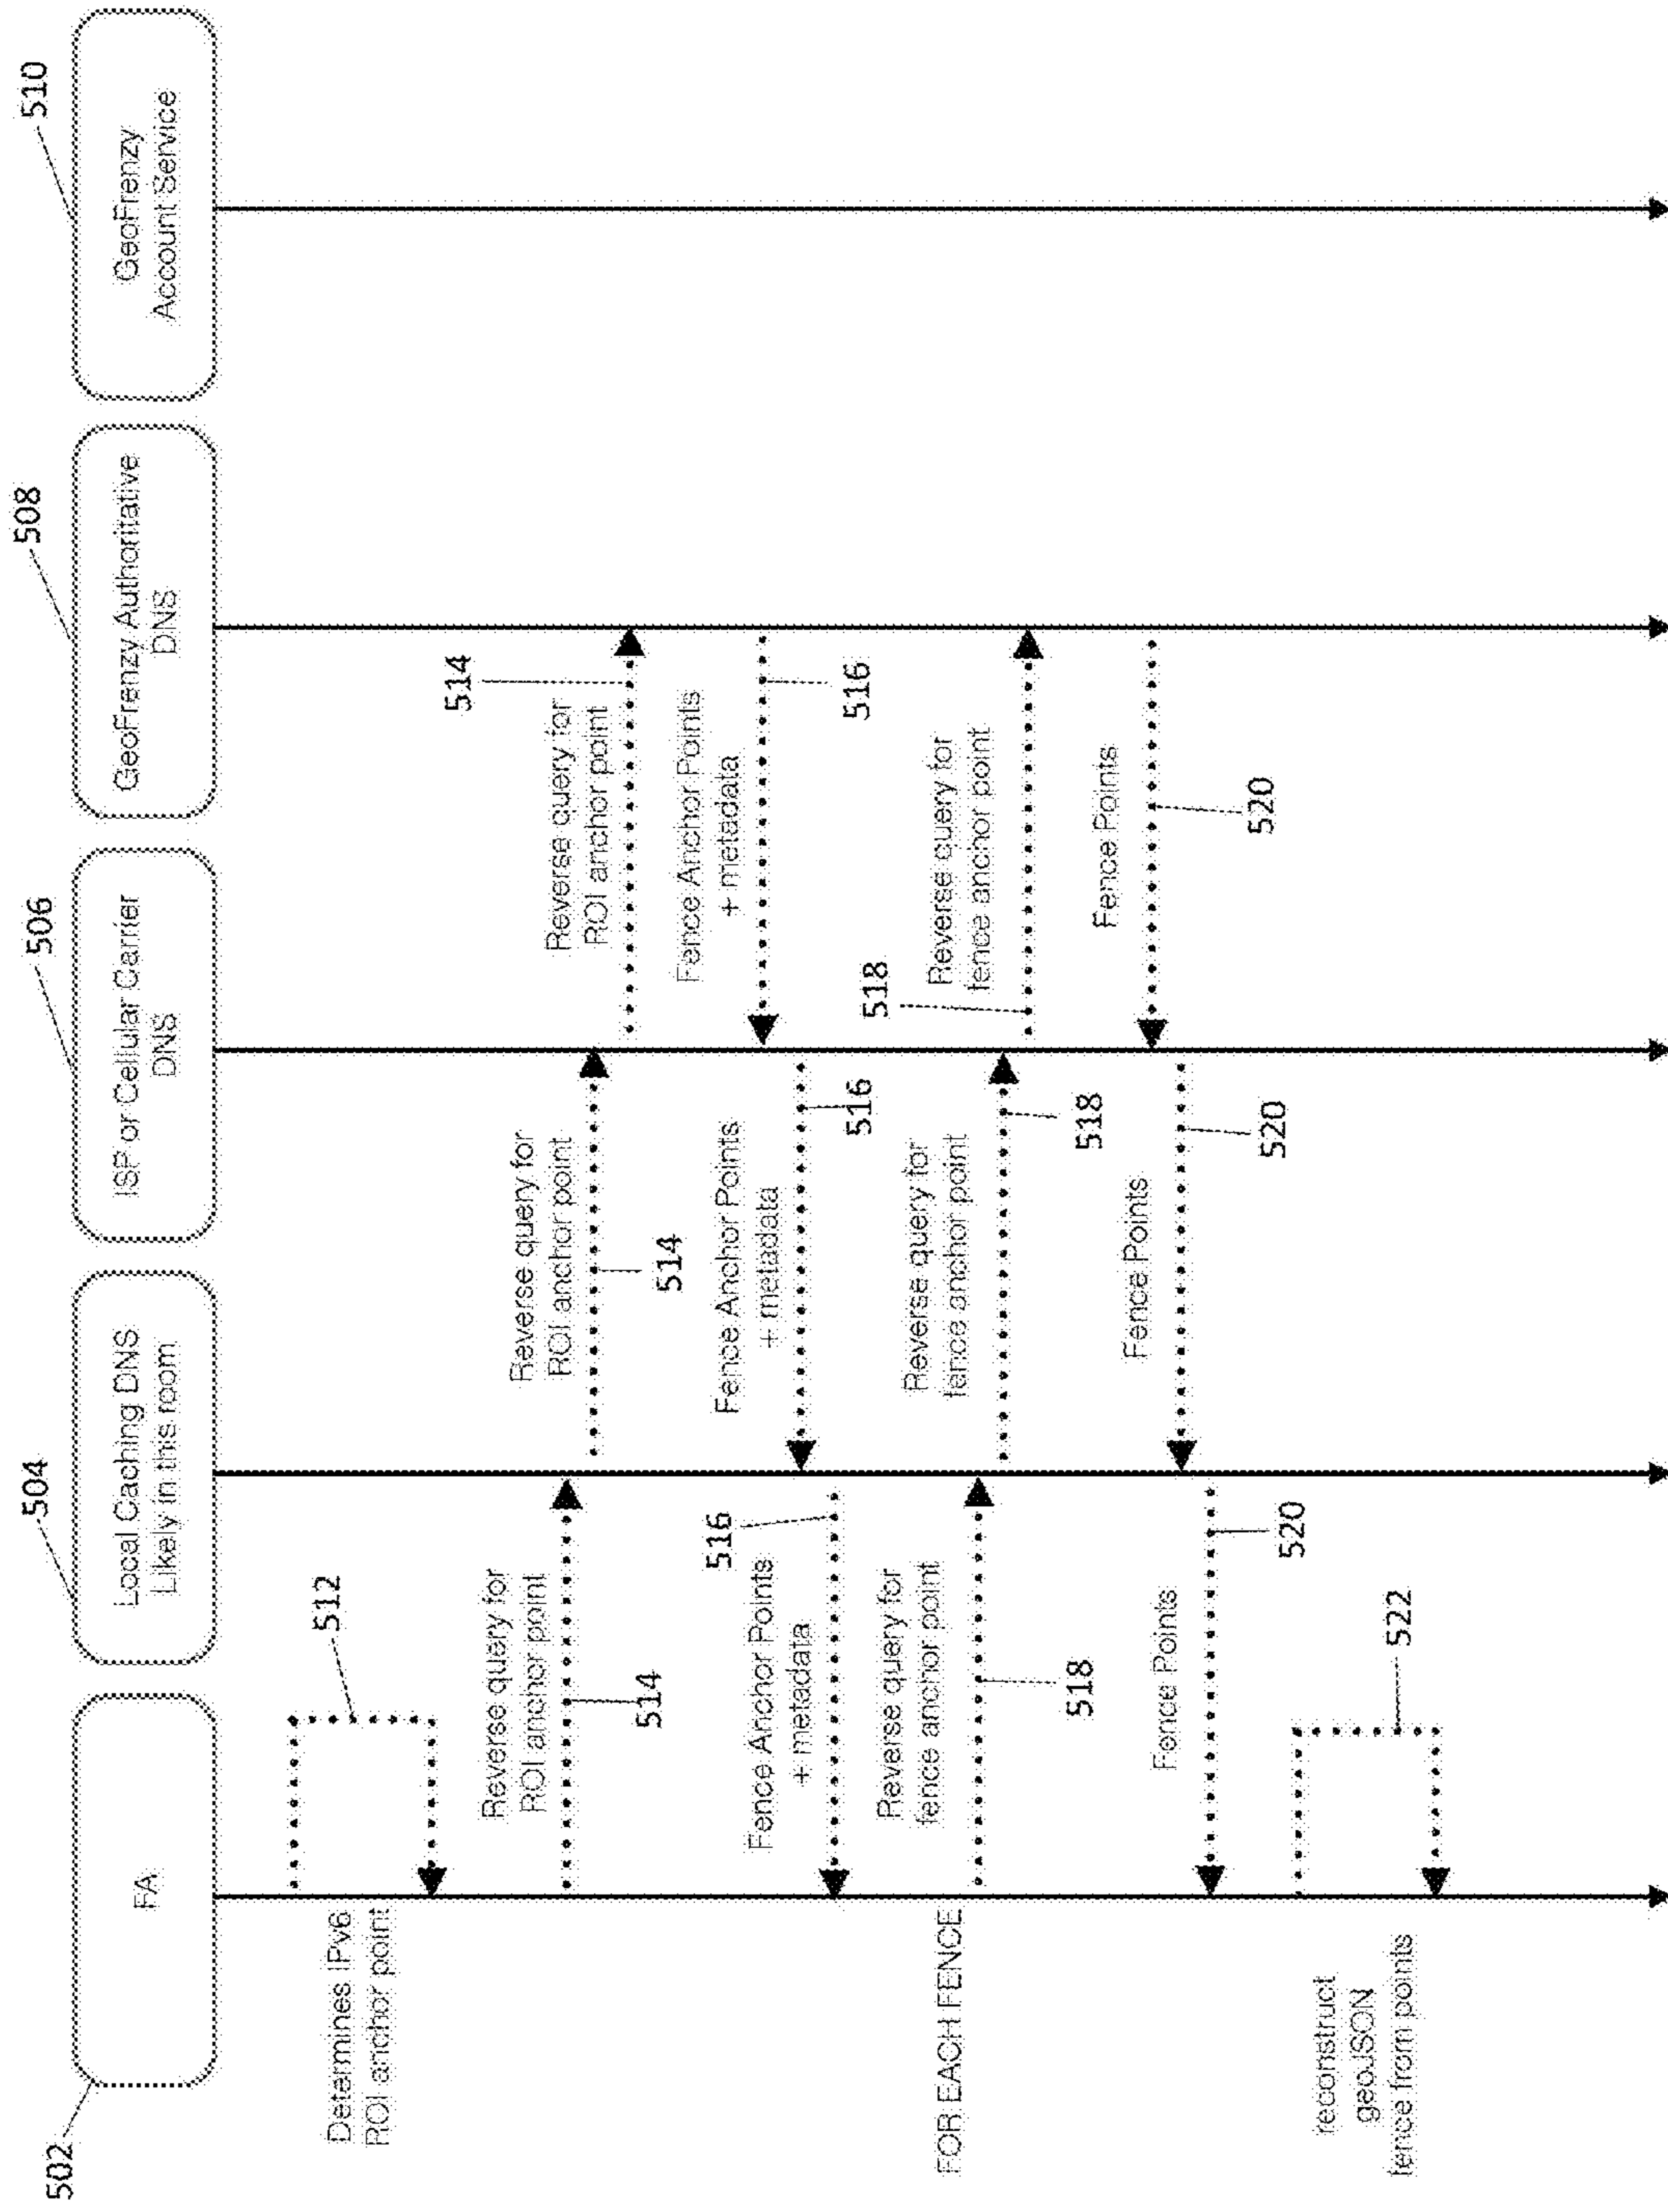 502
FA
504
Local Caching DNS
Likely in this room
506
ISP or Cellular Carrier
DNS
508
GeoFrenzy Authoritative
DNS
510
GeoFrenzy
Account Service
Determines IPv6
ROI anchor point
512
Reverse query for
ROI anchor point
514
Reverse query for
ROI anchor point
514
Reverse query for
ROI anchor point
514
Fence Anchor Points
+ metadata
516
Fence Anchor Points
+ metadata
516
Fence Anchor Points
+ metadata
516
FOR EACH FENCE
Reverse query for
fence anchor point
518
Reverse query for
fence anchor point
518
Reverse query for
fence anchor point
518
Fence Points
520
Fence Points
520
Fence Points
520
reconstruct
geoJSON
fence from points
522